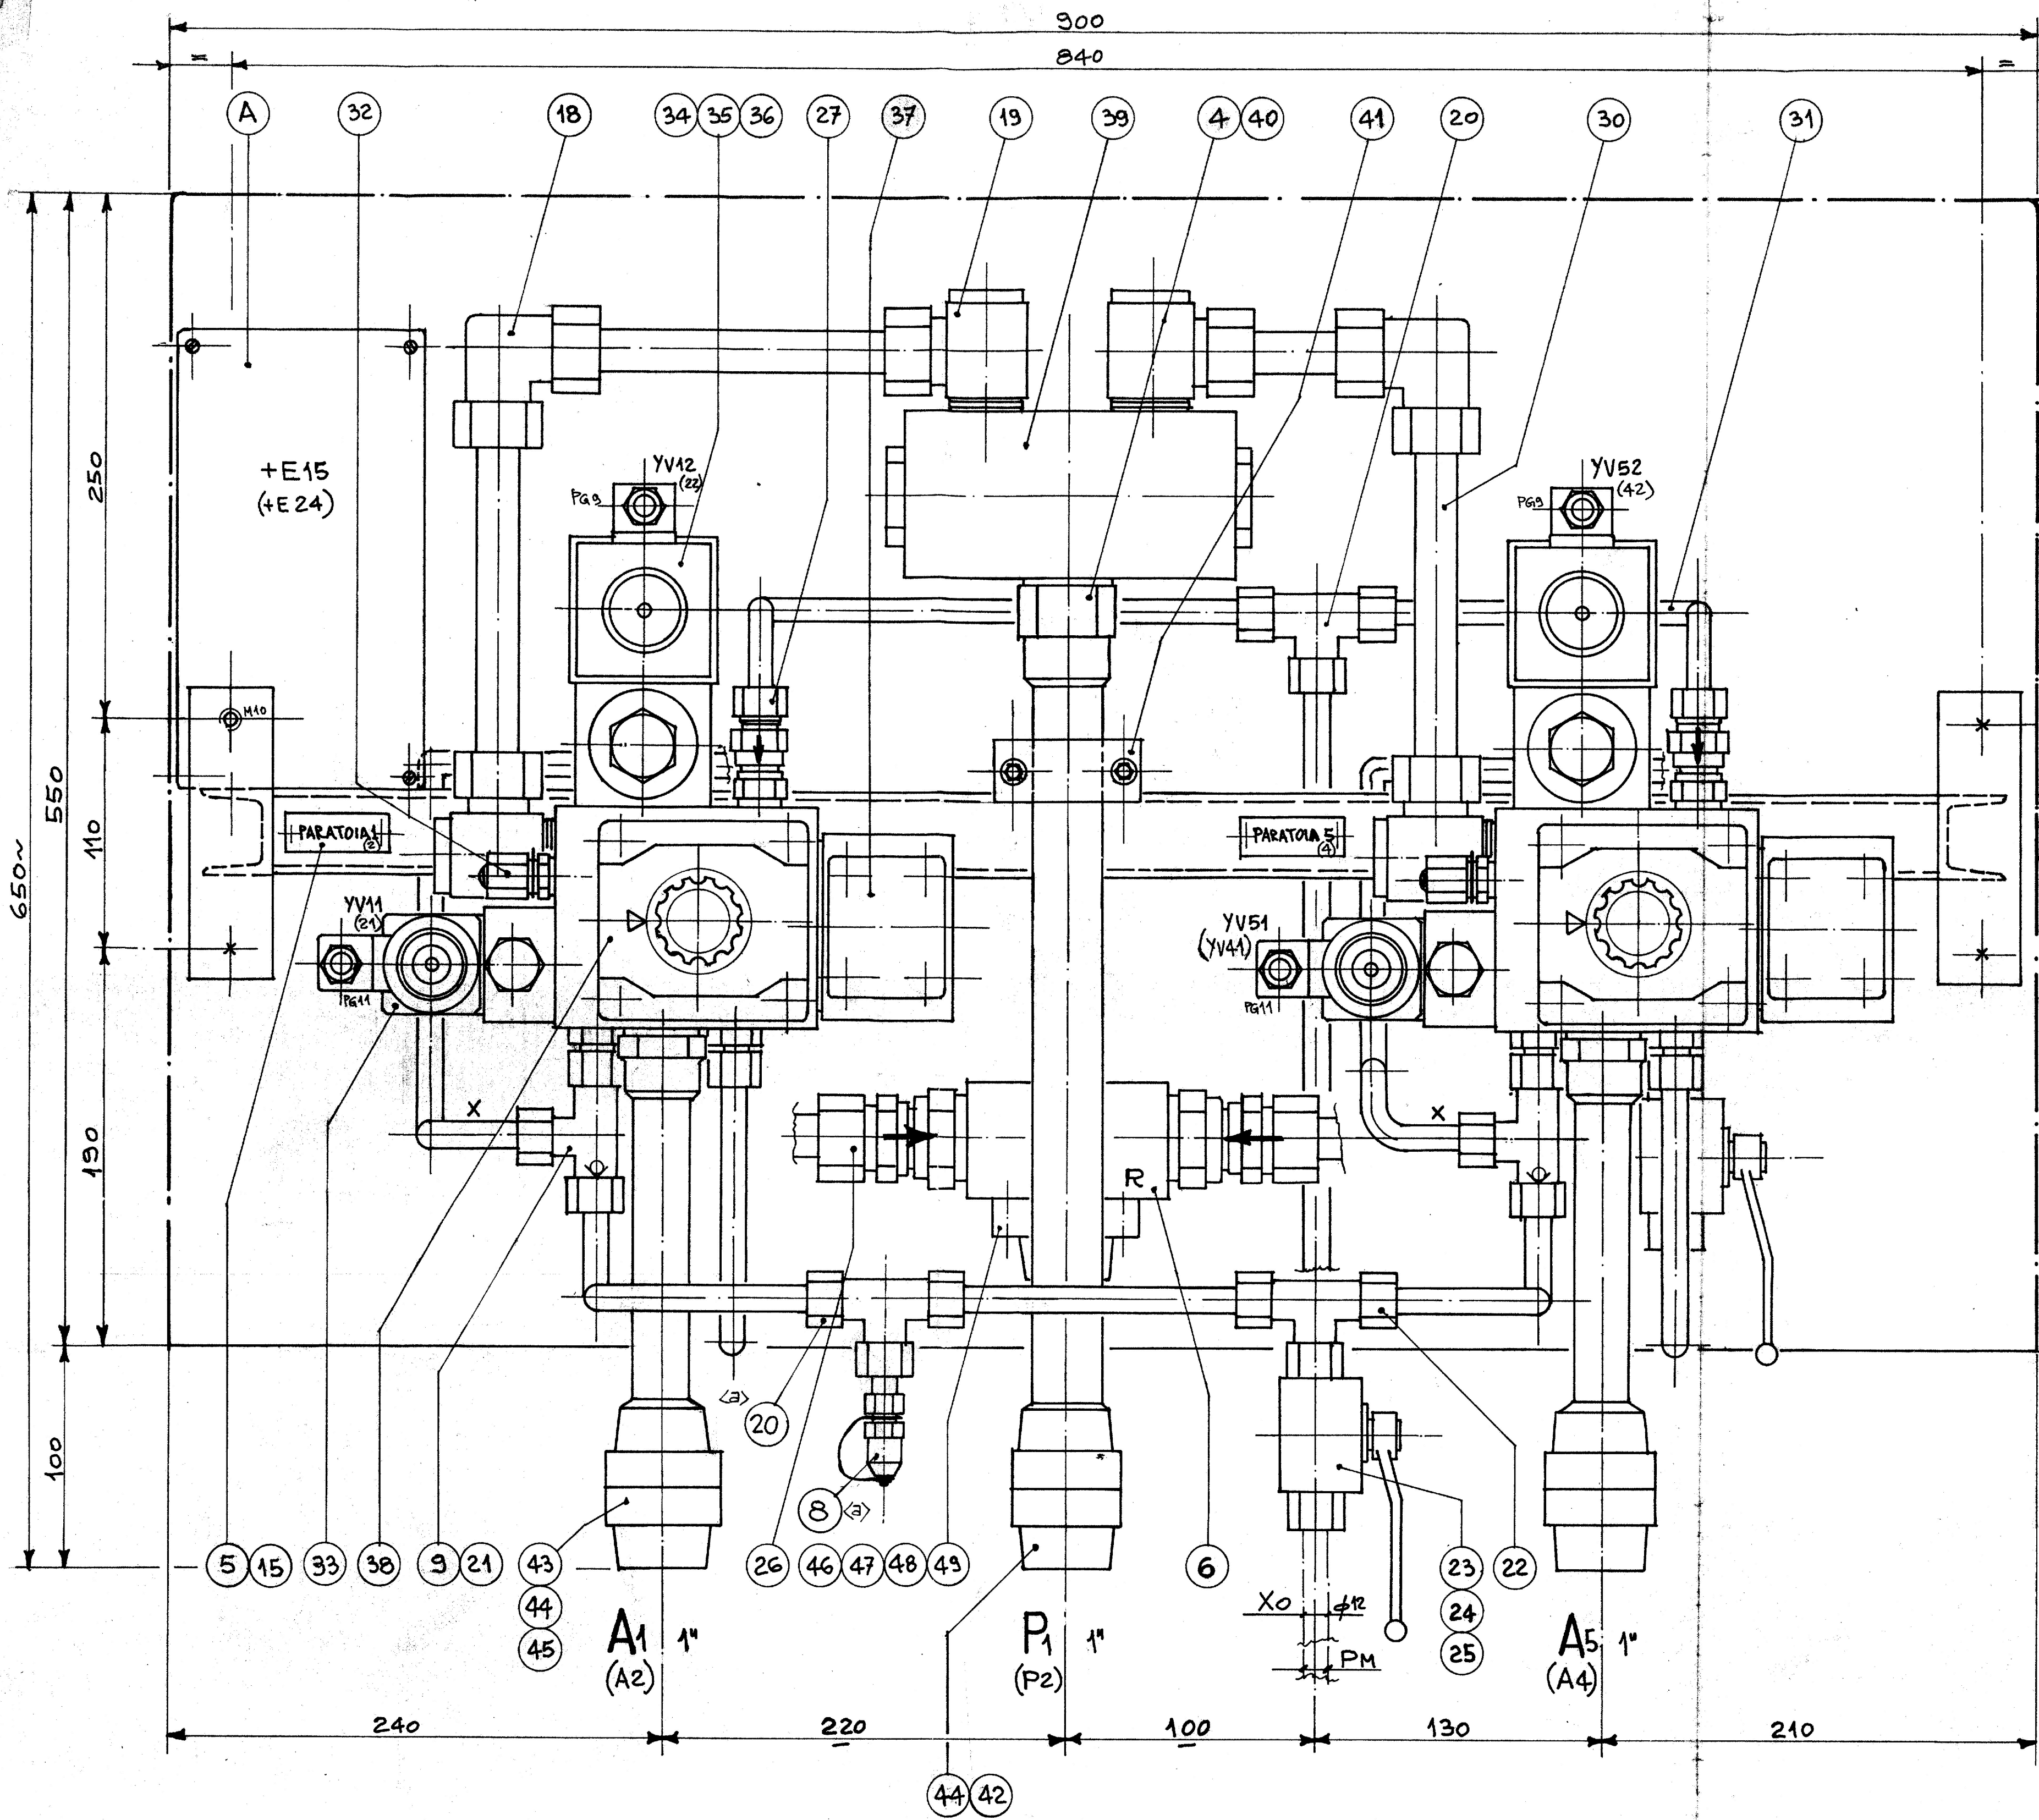 900
= 840 =
A 32 18 34 35 36 27 37 19 39 4 40 41 20 30 31
+E15
(+E24)
YV12
(22)
PG9
YV52
(42)
PG9
250
M10
550
110
650~
PARATOIA 1
(2)
PARATOIA 5
(4)
YV11
(21)
PG11
YV51
(YV41)
PG11
X
X
R
190
<a>
20
100
8 <a>
5 15 33 38 9 21 43 26 46 47 48 49 6 23 22
44
45
24
25
A1 1"
(A2)
P1 1"
(P2)
XO ϕ12
PM
A5 1"
(A4)
240 220 100 130 210
44 42